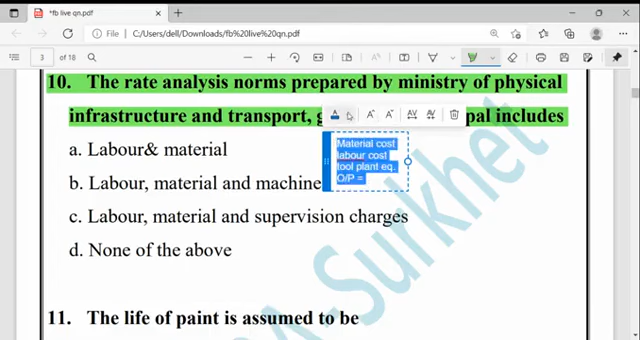 *fb live qn.pdf
File
C:/Users/dell/Downloads/fb%20live%20qn.pdf
3 of 18
10. The rate analysis norms prepared by ministry of physical
infrastructure and transport, g pal includes
a. Labour& material
Material cost
labour cost
tool plant eq.
O/P =
b. Labour, material and machine
c. Labour, material and supervision charges
d. None of the above
11. The life of paint is assumed to be
A-Surkhet